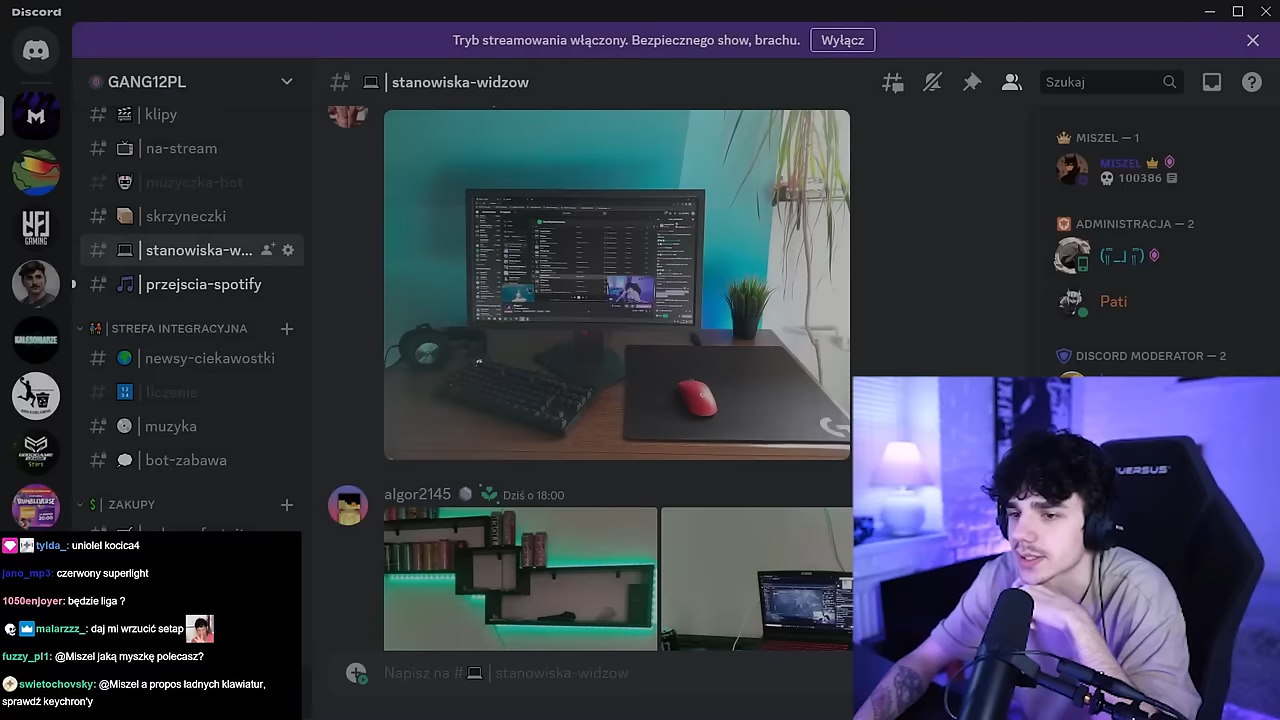 Discord
Tryb streamowania włączony. Bezpiecznego show, brachu.
Wyłącz
GANG12PL
klipy
na-stream
muzyczka-bot
skrzyneczki
stanowiska-w...
przejscia-spotify
STREFA INTEGRACYJNA
newsy-ciekawostki
liczenie
muzyka
bot-zabawa
$ | ZAKUPY
| stanowiska-widzow
Szukaj
MISZEL — 1
MISZEL
100386
ADMINISTRACJA — 2
Pati
DISCORD MODERATOR — 2
algor2145 Dziś o 18:00
Napisz na # | stanowiska-widzow
tylda_: uniolel kocica4
jano_mp3: czerwony superlight
1050enjoyer: będzie liga ?
malarzzz_: daj mi wrzucić setap
fuzzy_pl1: @Miszel jaką myszkę polecasz?
swietochovsky: @Miszel a propos ładnych klawiatur,
sprawdź keychron'y
GAMING
KALESONIARZE
RUMBLEVERSE